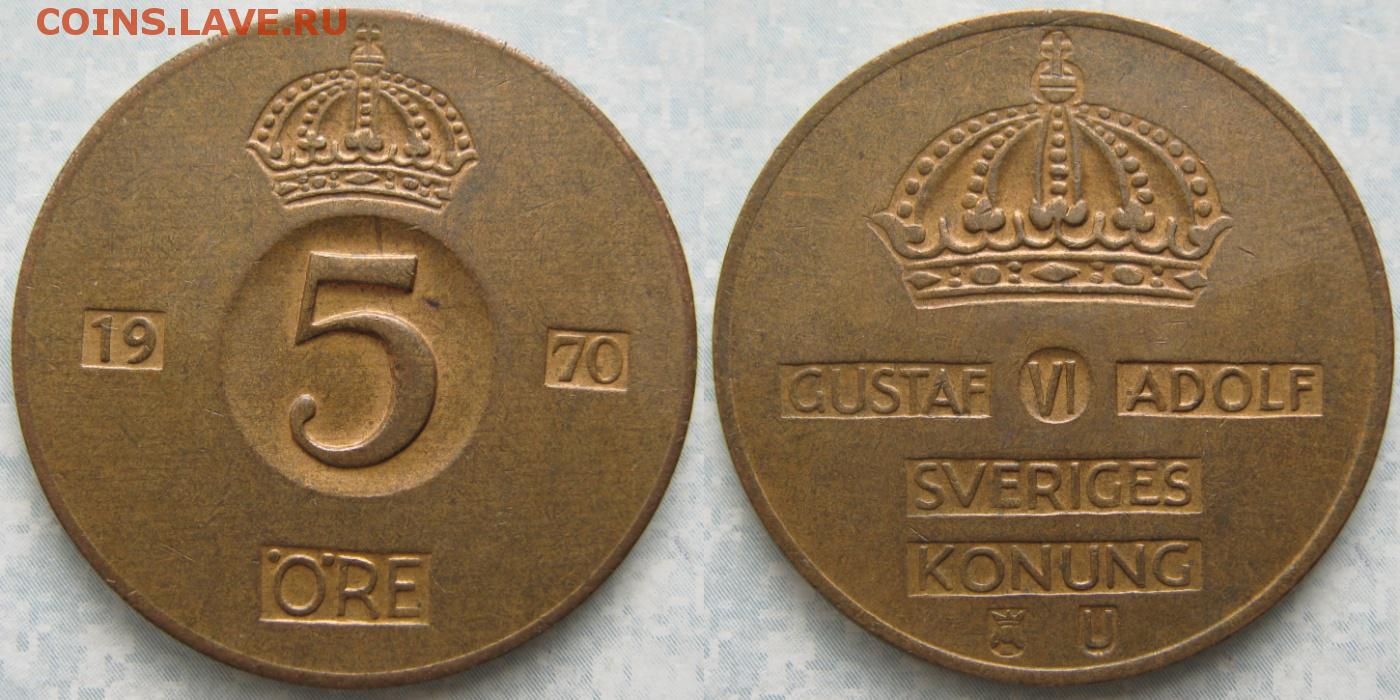 COINS.LAVE.RU
5
19 70
ÖRE
GUSTAF VI ADOLF
SVERIGES
KONUNG
U